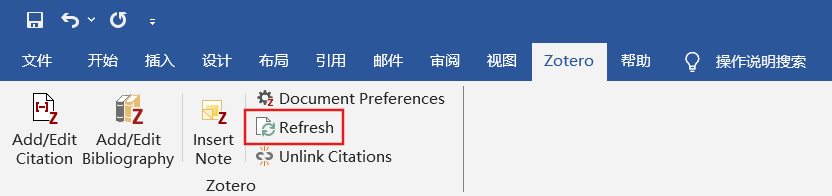 文件 开始 插入 设计 布局 引用 邮件 审阅 视图 Zotero 帮助 操作说明搜索
Add/Edit Citation
Add/Edit Bibliography
Insert Note
Document Preferences
Refresh
Unlink Citations
Zotero